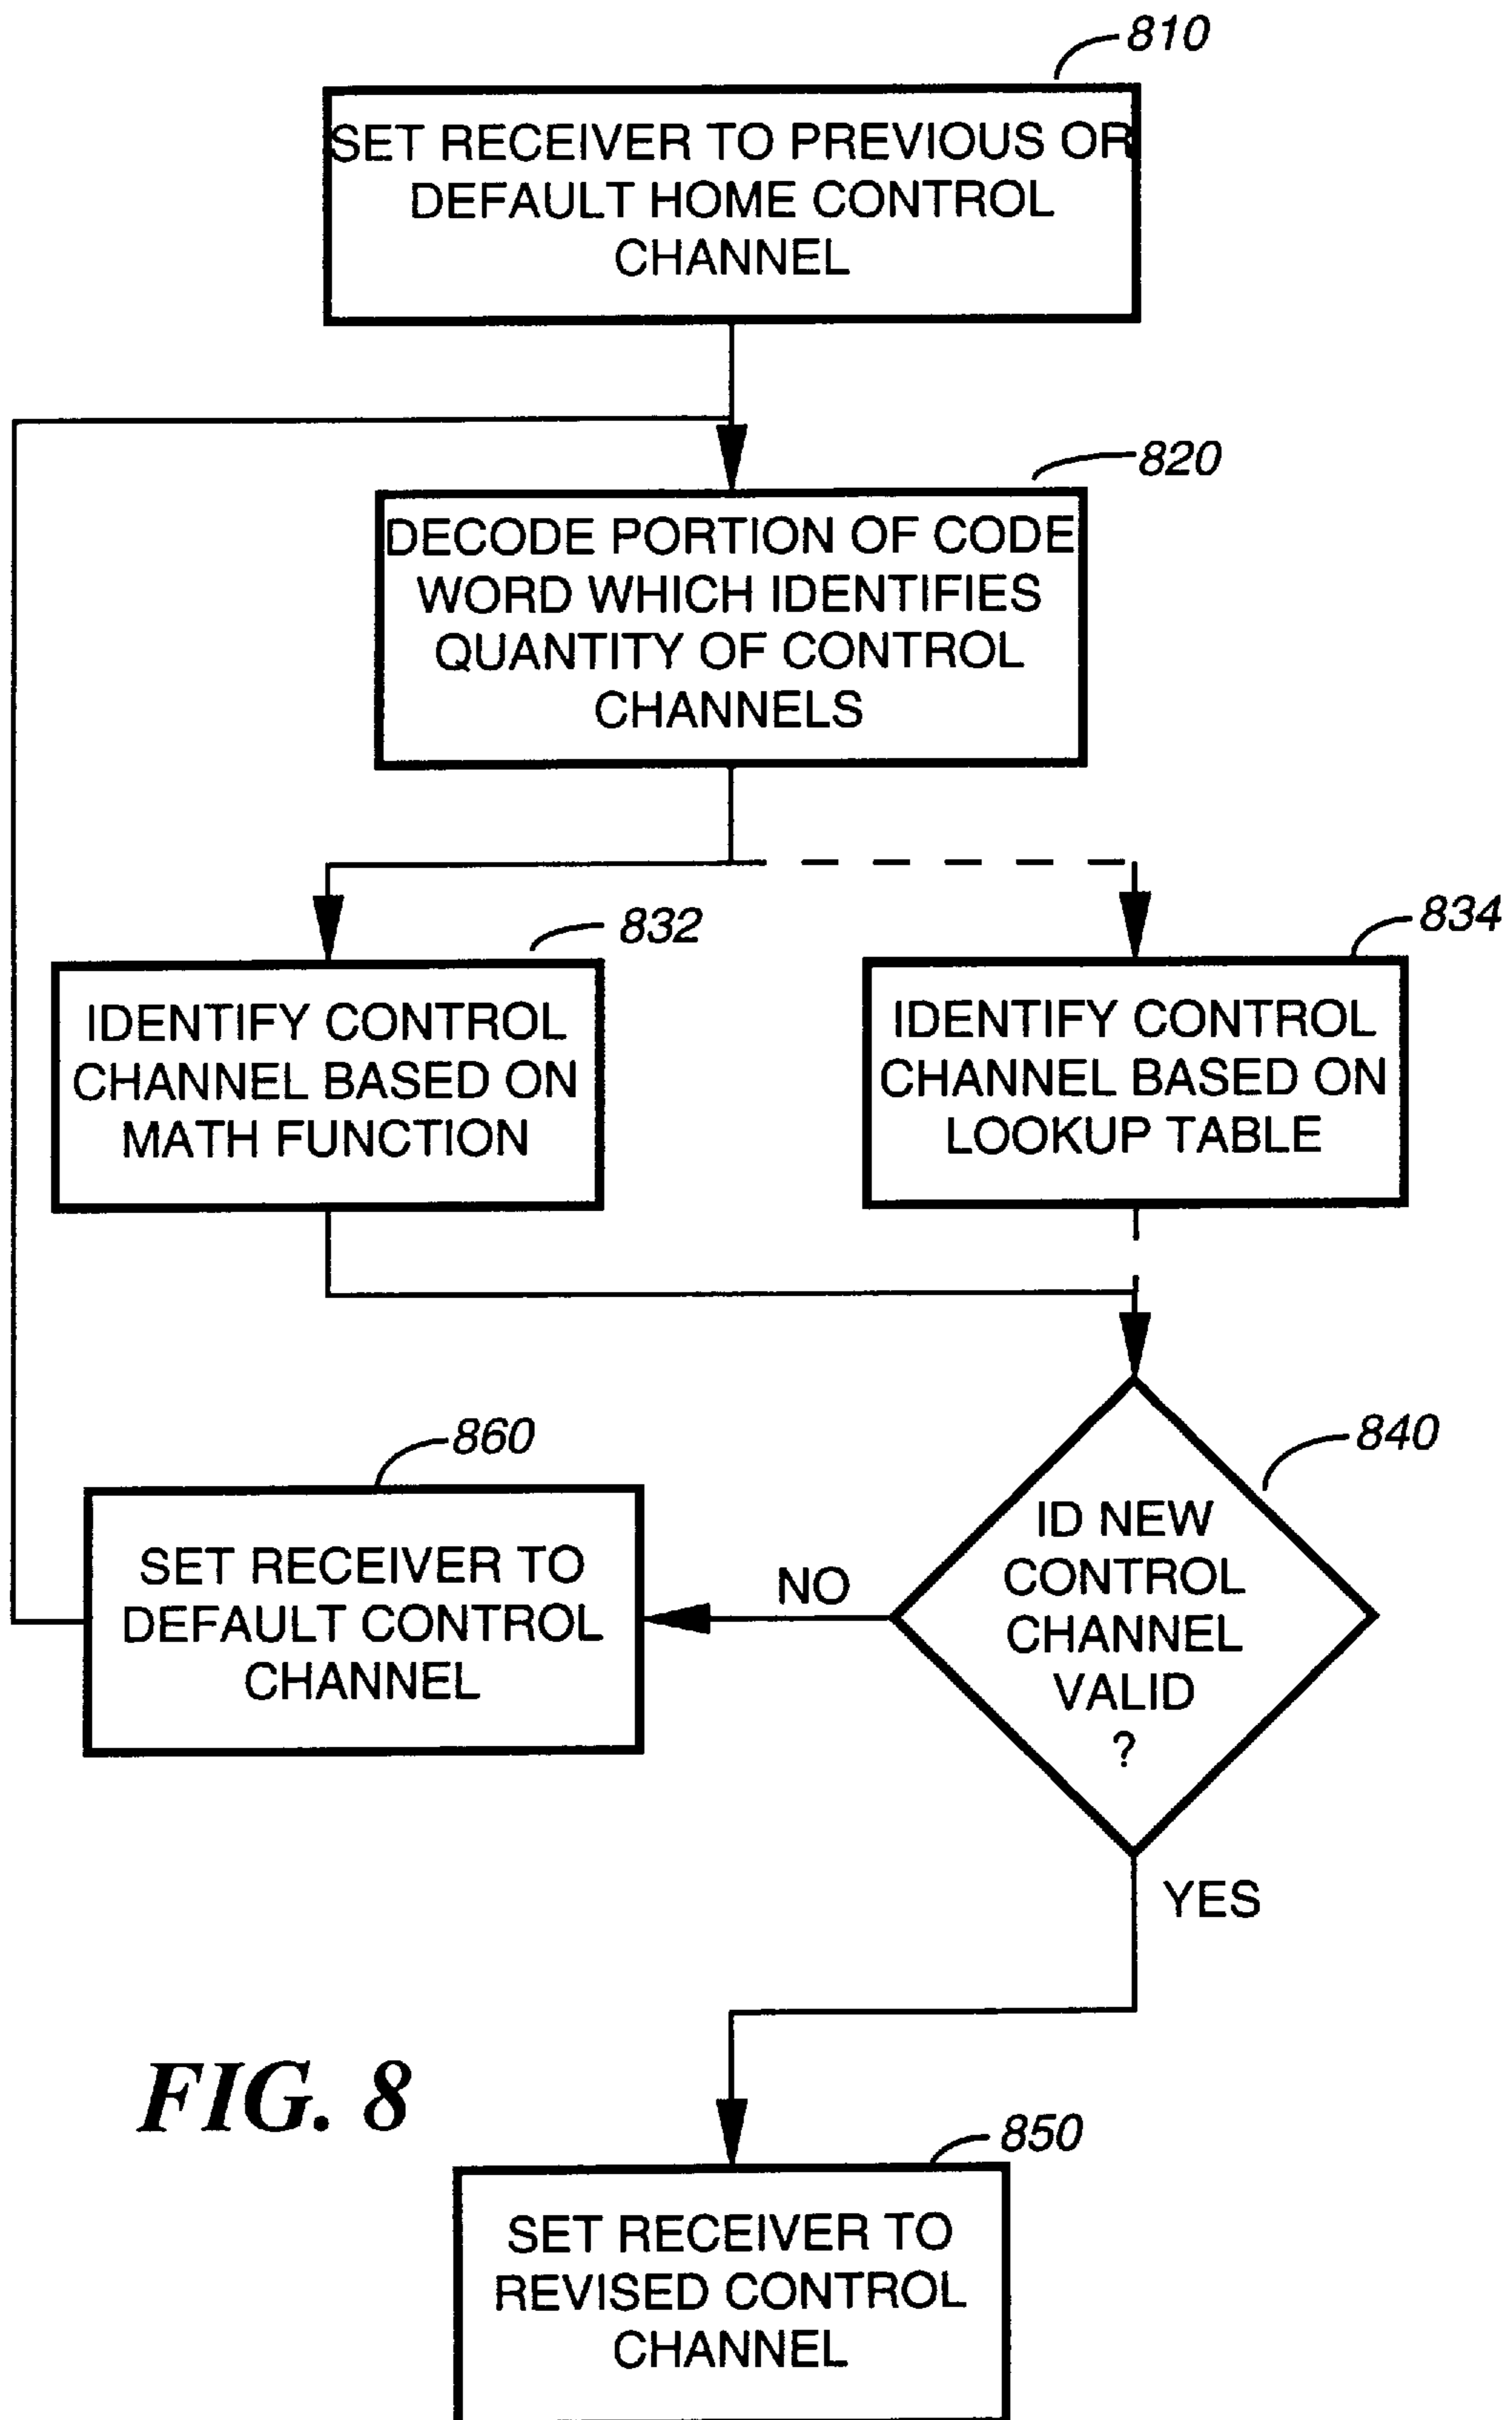 810
SET RECEIVER TO PREVIOUS OR
DEFAULT HOME CONTROL
CHANNEL
820
DECODE PORTION OF CODE
WORD WHICH IDENTIFIES
QUANTITY OF CONTROL
CHANNELS
832
IDENTIFY CONTROL
CHANNEL BASED ON
MATH FUNCTION
834
IDENTIFY CONTROL
CHANNEL BASED ON
LOOKUP TABLE
840
ID NEW
CONTROL
CHANNEL
VALID
?
NO
860
SET RECEIVER TO
DEFAULT CONTROL
CHANNEL
YES
FIG. 8
850
SET RECEIVER TO
REVISED CONTROL
CHANNEL